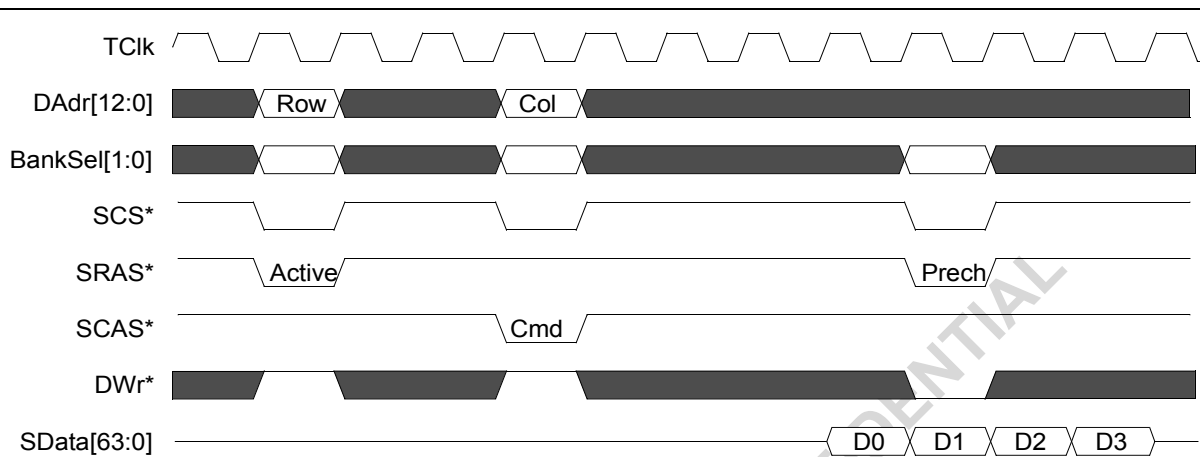 TClk
DAdr[12:0] Row Col
BankSel[1:0]
SCS*
SRAS* Active Prech
SCAS* Cmd
DWr*
SData[63:0] D0 D1 D2 D3